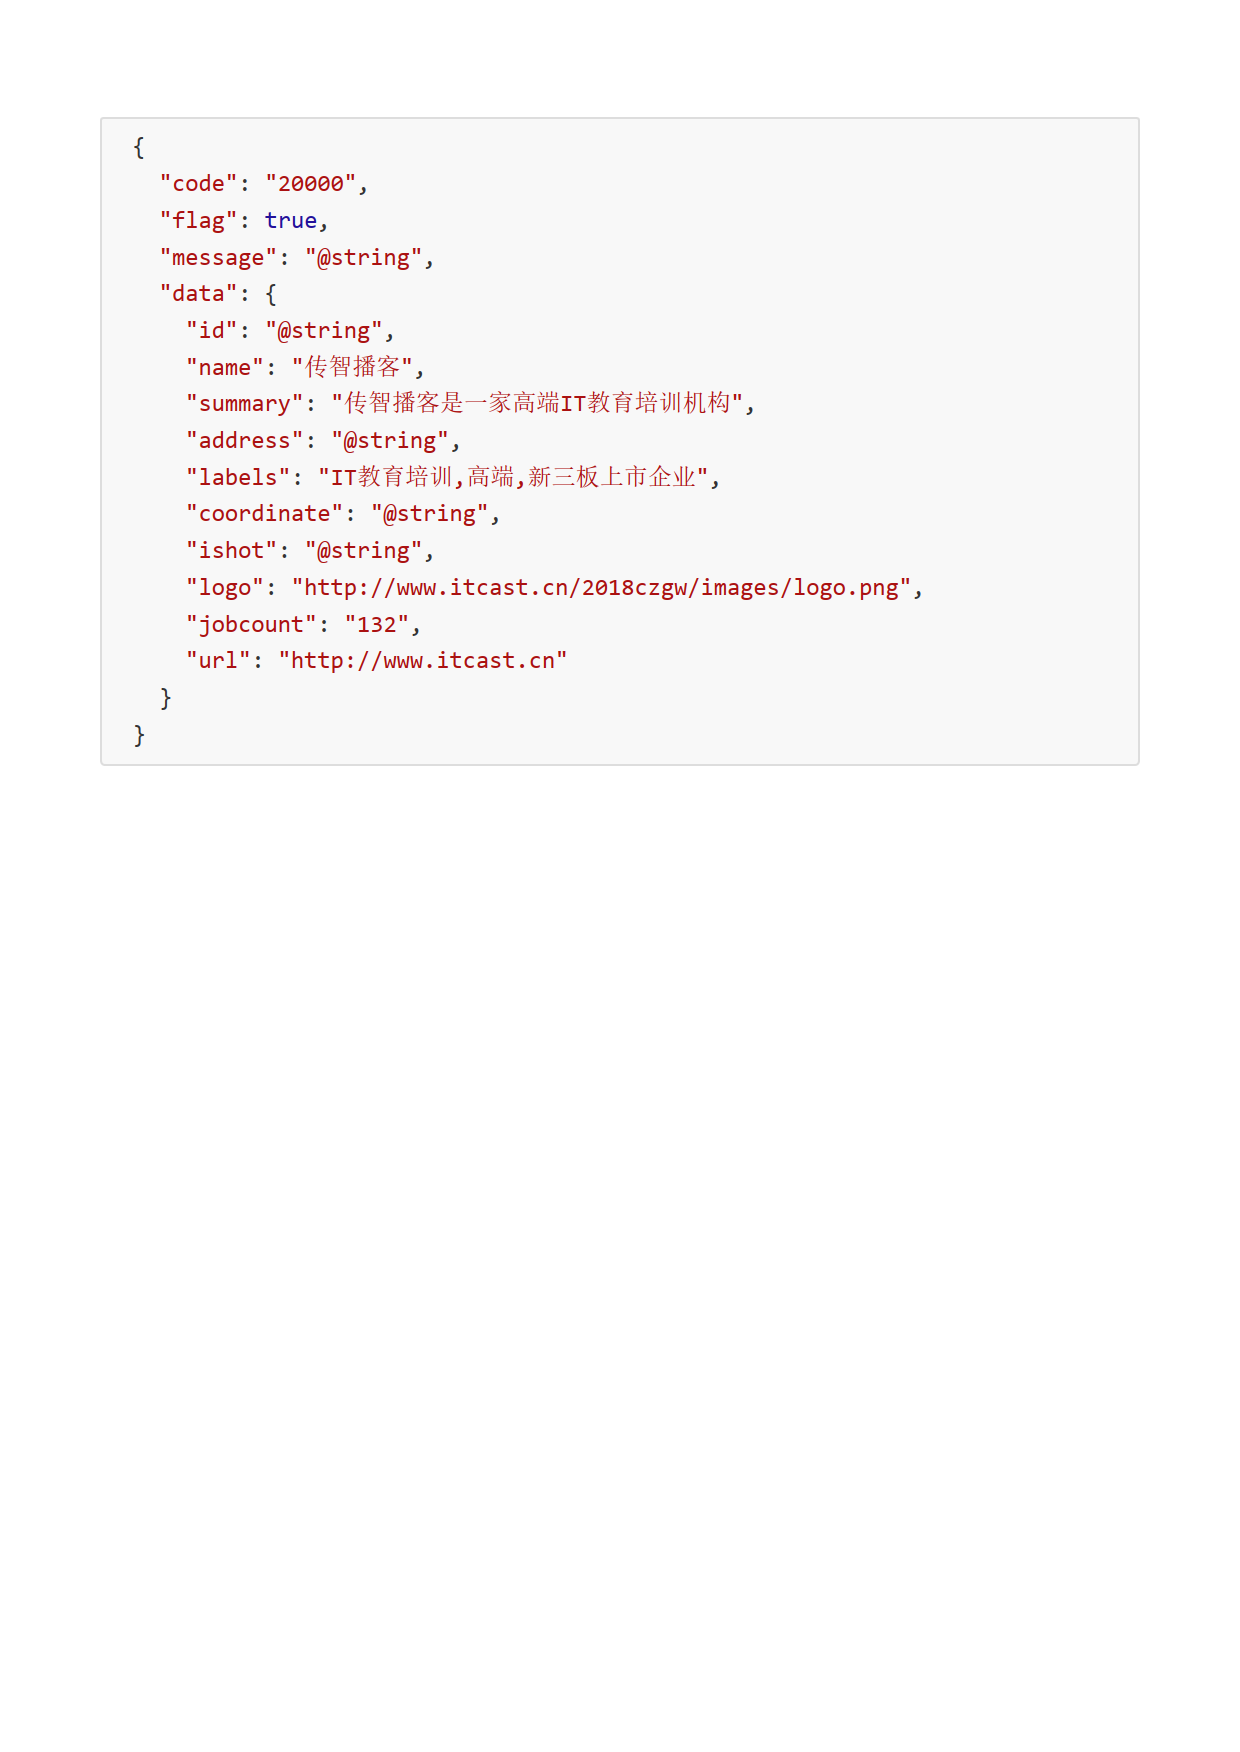 {
  "code": "20000",
  "flag": true,
  "message": "@string",
  "data": {
    "id": "@string",
    "name": "传智播客",
    "summary": "传智播客是一家高端IT教育培训机构",
    "address": "@string",
    "labels": "IT教育培训,高端,新三板上市企业",
    "coordinate": "@string",
    "ishot": "@string",
    "logo": "http://www.itcast.cn/2018czgw/images/logo.png",
    "jobcount": "132",
    "url": "http://www.itcast.cn"
  }
}